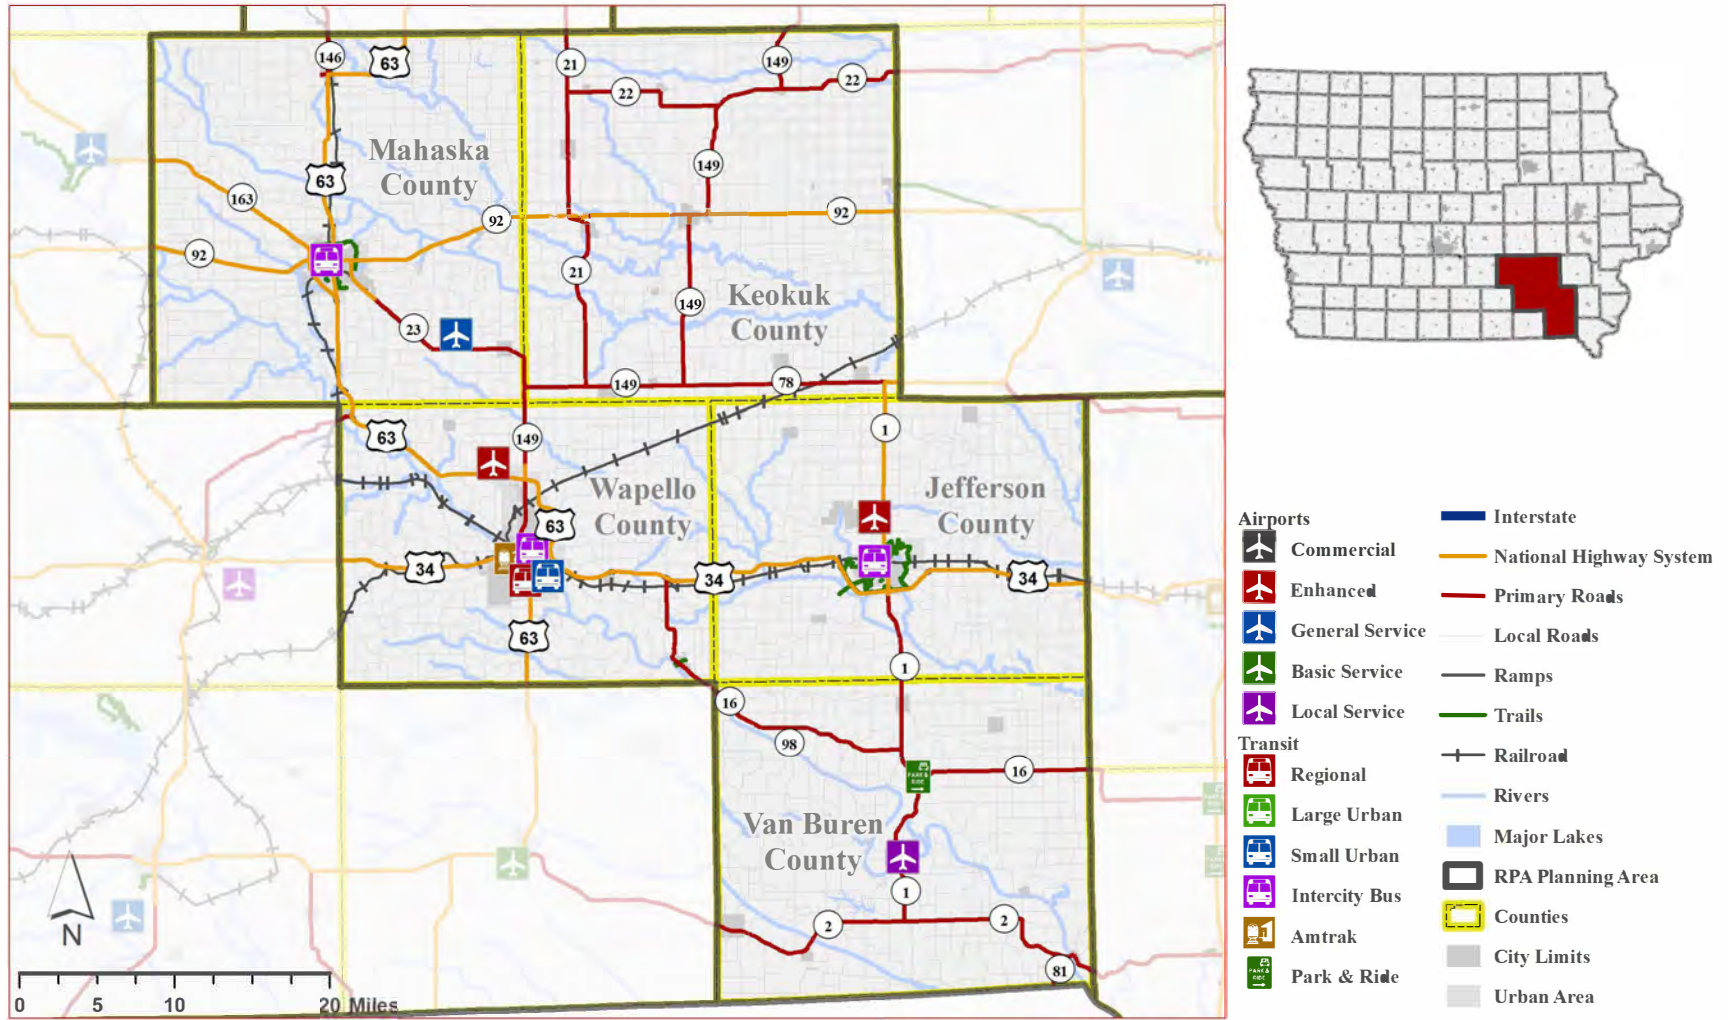 146
63
21
149
22
22
Mahaska
County
149
63
163
92
92
92
21
Keokuk
County
149
23
149
78
63
149
1
Wapello
County
Jefferson
County
63
34
34
34
63
1
16
98
16
PARK &
RIDE
Van Buren
County
1
2
2
81
N
0 5 10 20 Miles
Airports
Commercial
Enhanced
General Service
Basic Service
Local Service
Transit
Regional
Large Urban
Small Urban
Intercity Bus
Amtrak
PARK &
RIDE
Park & Ride
Interstate
National Highway System
Primary Roads
Local Roads
Ramps
Trails
Railroad
Rivers
Major Lakes
RPA Planning Area
Counties
City Limits
Urban Area